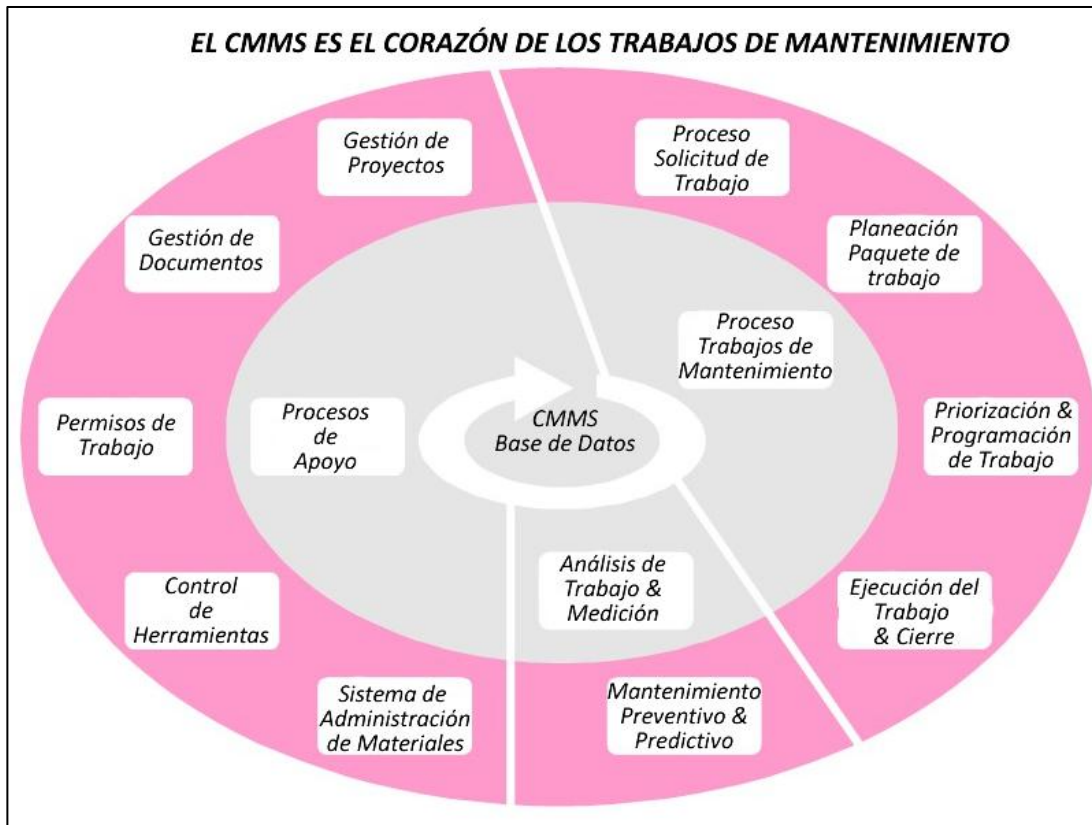 EL CMMS ES EL CORAZÓN DE LOS TRABAJOS DE MANTENIMIENTO
Gestión de
Proyectos
Proceso
Solicitud de
Trabajo
Gestión de
Documentos
Planeación
Paquete de
trabajo
Proceso
Trabajos de
Mantenimiento
Permisos de
Trabajo
Procesos
de
Apoyo
CMMS
Base de Datos
Priorización &
Programación
de Trabajo
Control
de
Herramientas
Análisis de
Trabajo &
Medición
Ejecución del
Trabajo
& Cierre
Sistema de
Administración
de Materiales
Mantenimiento
Preventivo &
Predictivo